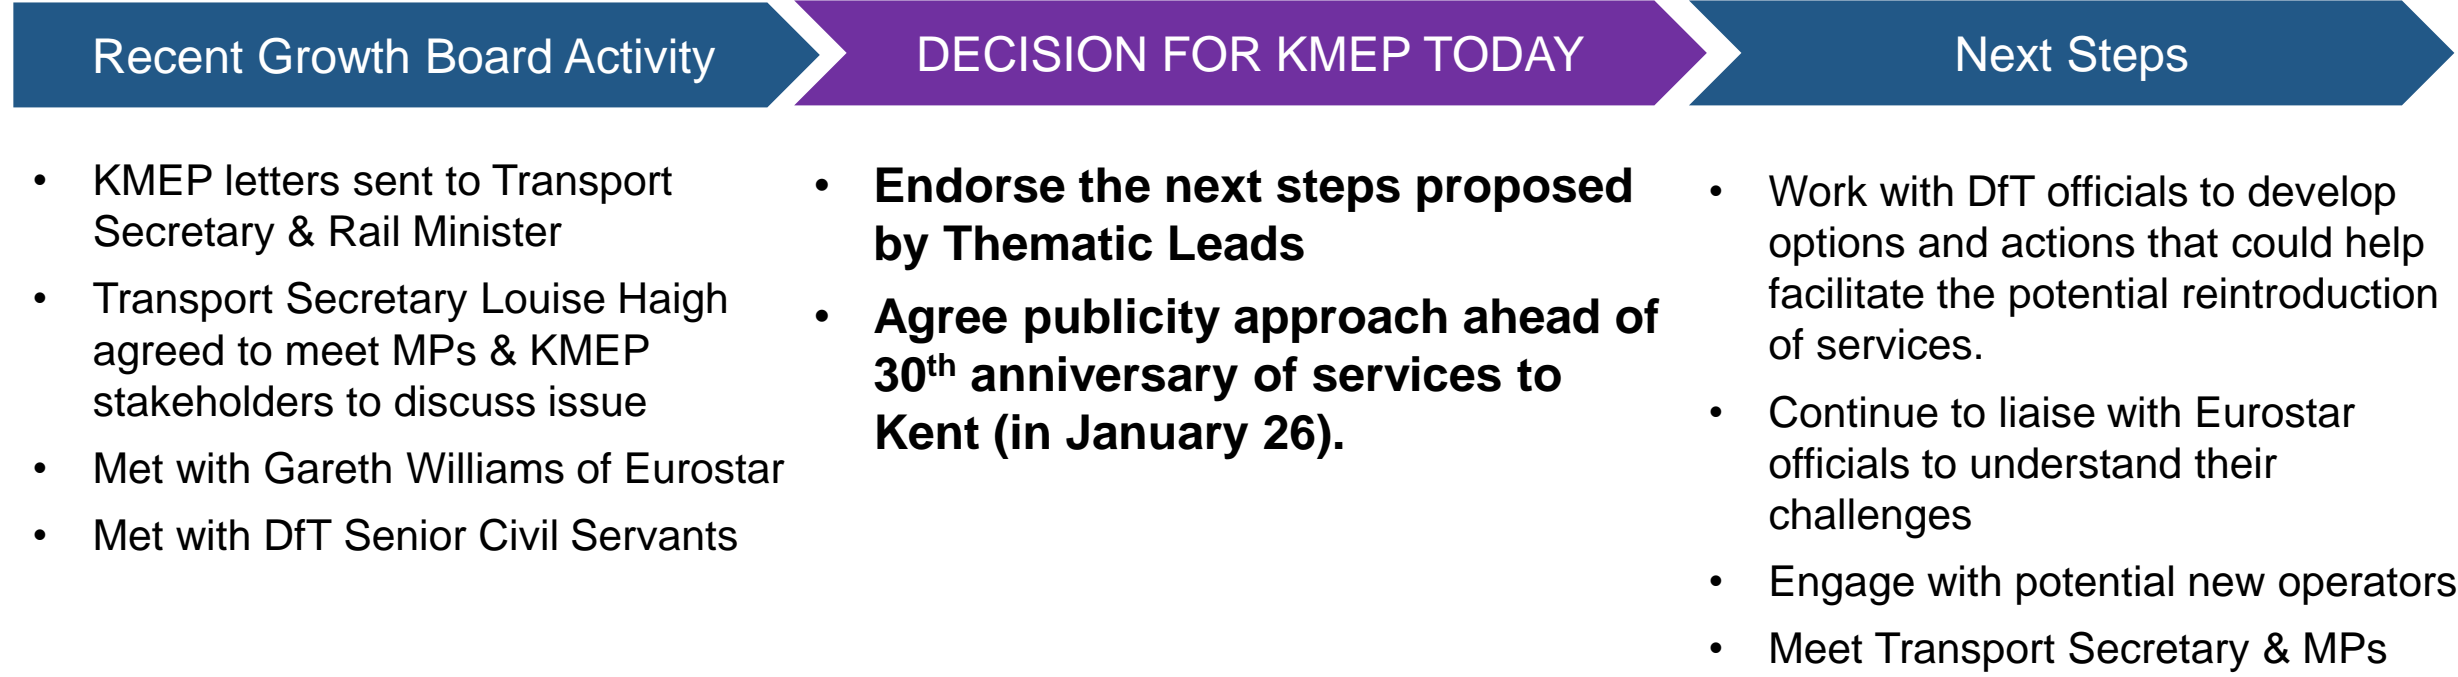 Recent Growth Board Activity
• KMEP letters sent to Transport
Secretary & Rail Minister
• Transport Secretary Louise Haigh
agreed to meet MPs & KMEP
stakeholders to discuss issue
• Met with Gareth Williams of Eurostar
• Met with DfT Senior Civil Servants
DECISION FOR KMEP TODAY
• Endorse the next steps proposed
by Thematic Leads
• Agree publicity approach ahead of
30th anniversary of services to
Kent (in January 26).
Next Steps
• Work with DfT officials to develop
options and actions that could help
facilitate the potential reintroduction
of services.
• Continue to liaise with Eurostar
officials to understand their
challenges
• Engage with potential new operators
• Meet Transport Secretary & MPs